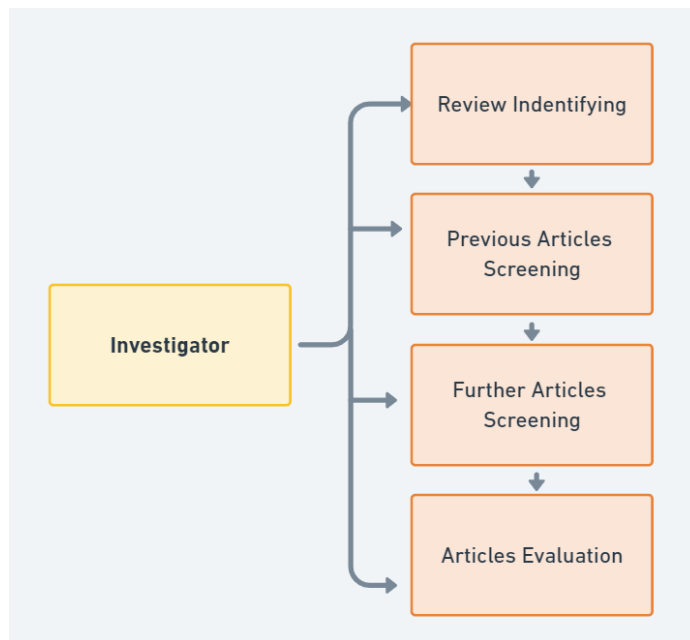 Review Indentifying
Previous Articles
Screening
Investigator
Further Articles
Screening
Articles Evaluation